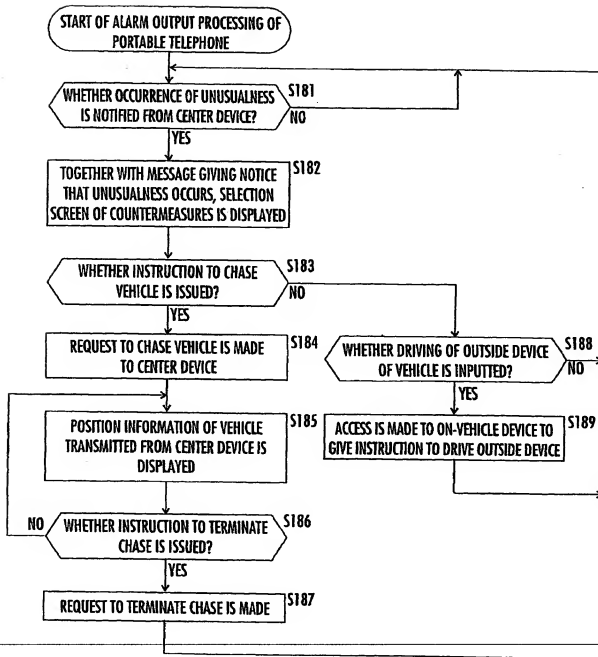 START OF ALARM OUTPUT PROCESSING OF
PORTABLE TELEPHONE
WHETHER OCCURRENCE OF UNUSUALNESS
IS NOTIFIED FROM CENTER DEVICE?
S181
NO
YES
TOGETHER WITH MESSAGE GIVING NOTICE
THAT UNUSUALNESS OCCURS, SELECTION
SCREEN OF COUNTERMEASURES IS DISPLAYED
S182
WHETHER INSTRUCTION TO CHASE
VEHICLE IS ISSUED?
S183
NO
YES
REQUEST TO CHASE VEHICLE IS MADE
TO CENTER DEVICE
S184
WHETHER DRIVING OF OUTSIDE DEVICE
OF VEHICLE IS INPUTTED?
S188
NO
YES
POSITION INFORMATION OF VEHICLE
TRANSMITTED FROM CENTER DEVICE IS
DISPLAYED
S185
ACCESS IS MADE TO ON-VEHICLE DEVICE TO
GIVE INSTRUCTION TO DRIVE OUTSIDE DEVICE
S189
NO
WHETHER INSTRUCTION TO TERMINATE
CHASE IS ISSUED?
S186
YES
REQUEST TO TERMINATE CHASE IS MADE
S187